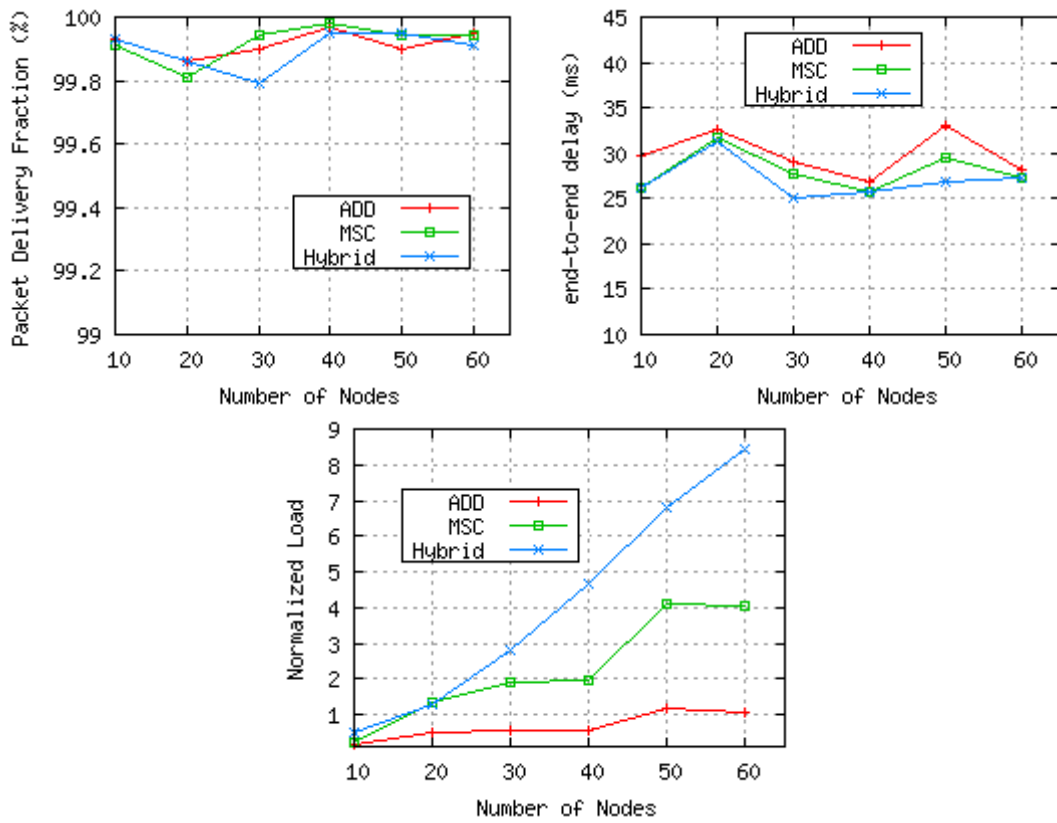 Packet Delivery Fraction (%)
100
99.8
99.6
99.4
99.2
99
ADD
MSC
Hybrid
10 20 30 40 50 60
Number of Nodes
end-to-end delay (ms)
45
40
35
30
25
20
15
10
ADD
MSC
Hybrid
10 20 30 40 50 60
Number of Nodes
Normalized Load
9
8
7
6
5
4
3
2
1
ADD
MSC
Hybrid
10 20 30 40 50 60
Number of Nodes